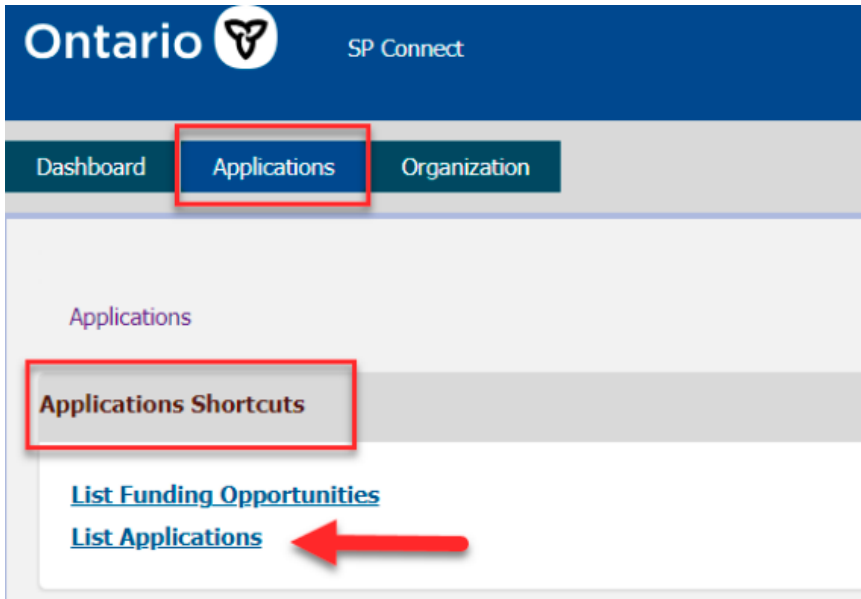 Ontario SP Connect
Dashboard Applications Organization
Applications
Applications Shortcuts
List Funding Opportunities
List Applications